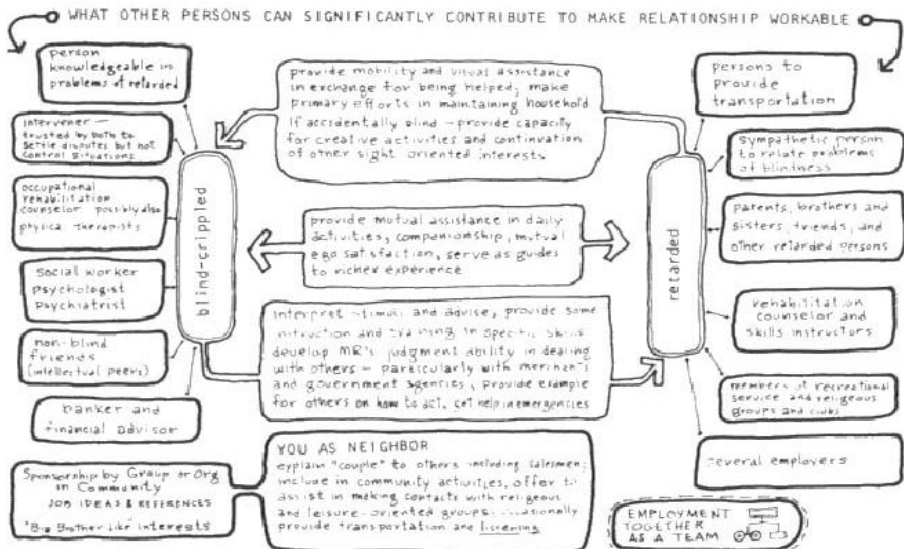 WHAT OTHER PERSONS CAN SIGNIFICANTLY CONTRIBUTE TO MAKE RELATIONSHIP WORKABLE
person
knowledgeable in
problems of retarded
intervener —
trusted by both to
settle disputes but not
control situations
occupational
rehabilitation
counselor possibly also
physical therapists
social worker
psychologist
psychiatrist
non-blind
friends
(intellectual peers)
banker and
financial advisor
blind-crippled
provide mobility and visual assistance
in exchange for being helped; make
primary efforts in maintaining household
If accidentally blind — provide capacity
for creative activities and continuation
of other sight oriented interests
provide mutual assistance in daily
activities, companionship, mutual
ego satisfaction, serve as guides
to richer experience
interpret stimuli and advise, provide some
instruction and training in specific skills
develop MR's judgment ability in dealing
with others — particularly with merchants
and government agencies, provide example
for others on how to act, get help in emergencies
retarded
persons to
provide
transportation
sympathetic person
to relate problems
of blindness
parents, brothers and
sisters, friends, and
other retarded persons
rehabilitation
counselor and
skills instructors
members of recreational
service and religious
groups and clubs
several employers
Sponsorship by Group or Org
in Community
JOB IDEAS & REFERENCES
"Big Brother Like" interests
YOU AS NEIGHBOR
explain "couple" to others including salesmen;
include in community activities, offer to
assist in making contacts with religious
and leisure-oriented groups. occasionally
provide transportation and listening
EMPLOYMENT
TOGETHER
AS A TEAM